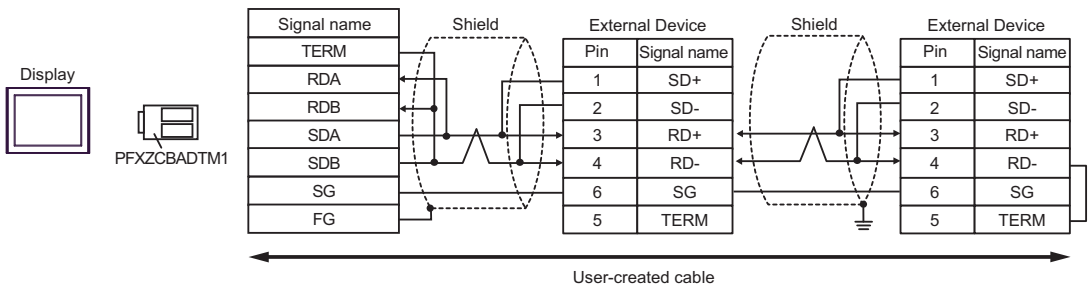 Display
PFXZCBADTM1
Signal name
TERM
RDA
RDB
SDA
SDB
SG
FG
Shield
External Device
Pin Signal name
1 SD+
2 SD-
3 RD+
4 RD-
6 SG
5 TERM
Shield
External Device
Pin Signal name
1 SD+
2 SD-
3 RD+
4 RD-
6 SG
5 TERM
User-created cable